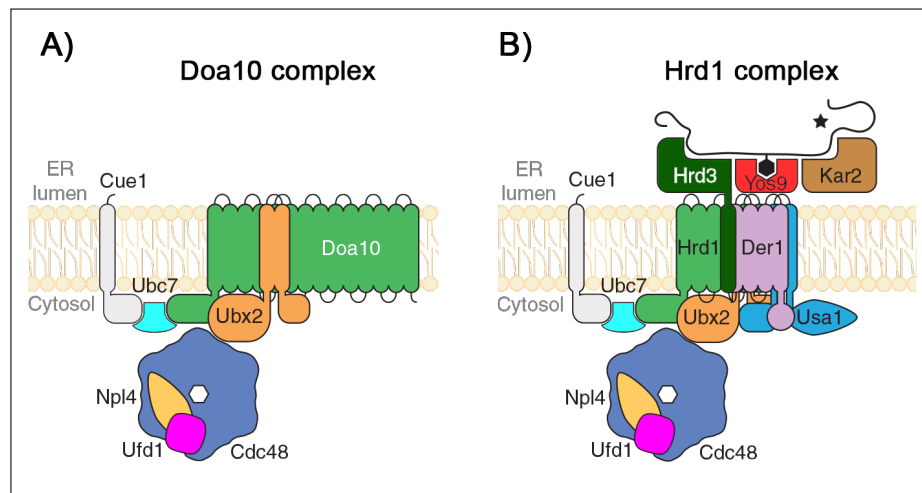 A)
Doa10 complex
ER
lumen
Cue1
Doa10
Ubc7
Cytosol
Ubx2
Npl4
Ufd1
Cdc48
B)
Hrd1 complex
ER
lumen
Cue1
Hrd3
Yos9
Kar2
Hrd1
Der1
Ubc7
Cytosol
Ubx2
Usa1
Npl4
Ufd1
Cdc48